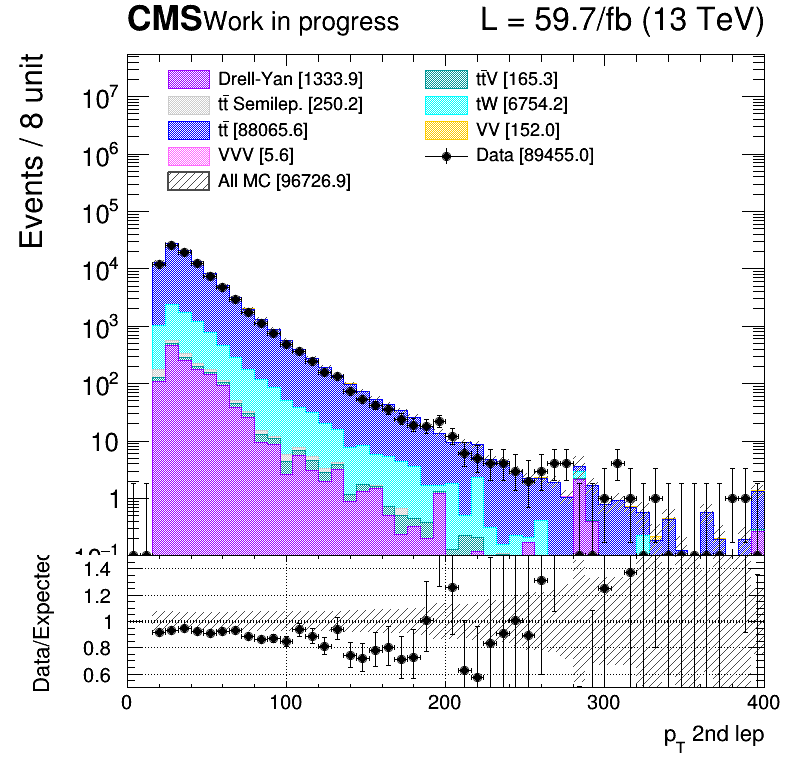 CMS Work in progress L = 59.7/fb (13 TeV)
Events / 8 unit
Drell-Yan [1333.9]
tt̄ Semilep. [250.2]
tt̄ [88065.6]
VVV [5.6]
All MC [96726.9]
tt̄V [165.3]
tW [6754.2]
VV [152.0]
Data [89455.0]
10⁷
10⁶
10⁵
10⁴
10³
10²
10
1
10⁻¹
Data/Expected
1.4
1.2
1
0.8
0.6
0 100 200 300 400
p_T 2nd lep